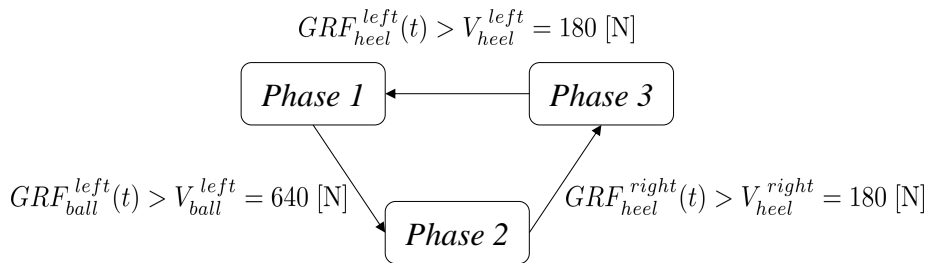 GRF_{heel}^{left}(t) > V_{heel}^{left} = 180 [N]
Phase 1
Phase 3
GRF_{ball}^{left}(t) > V_{ball}^{left} = 640 [N]
GRF_{heel}^{right}(t) > V_{heel}^{right} = 180 [N]
Phase 2